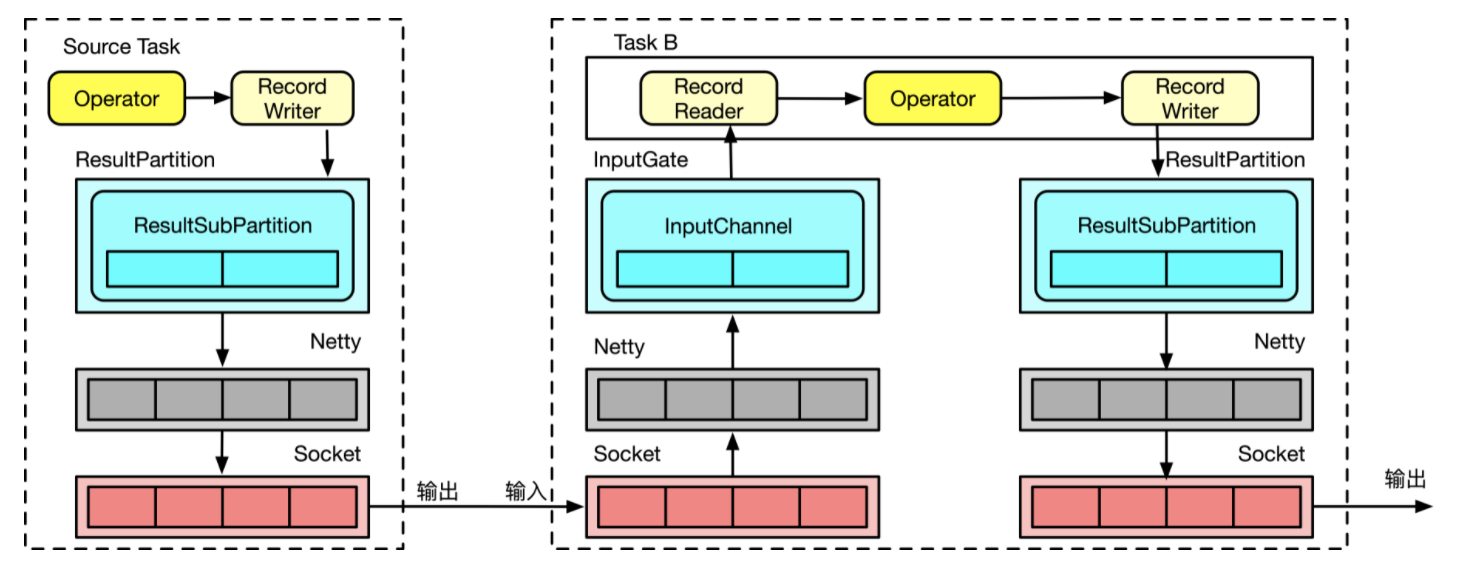 Source Task
Operator
Record
Writer
ResultPartition
ResultSubPartition
Netty
Socket
输出
输入
Task B
Record
Reader
Operator
Record
Writer
InputGate
InputChannel
Netty
Socket
ResultPartition
ResultSubPartition
Netty
Socket
输出